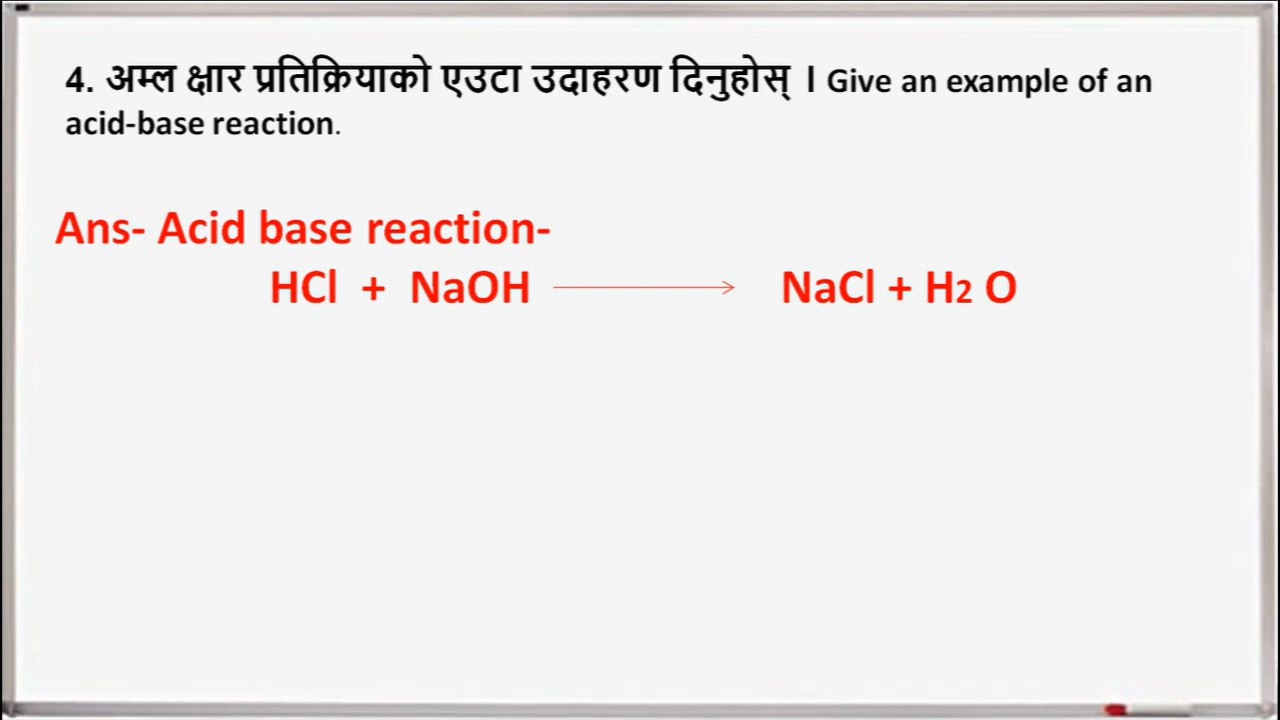 4. अम्ल क्षार प्रतिक्रियाको एउटा उदाहरण दिनुहोस् । Give an example of an
acid-base reaction.
Ans- Acid base reaction-
HCl + NaOH ⟶ NaCl + H2 O